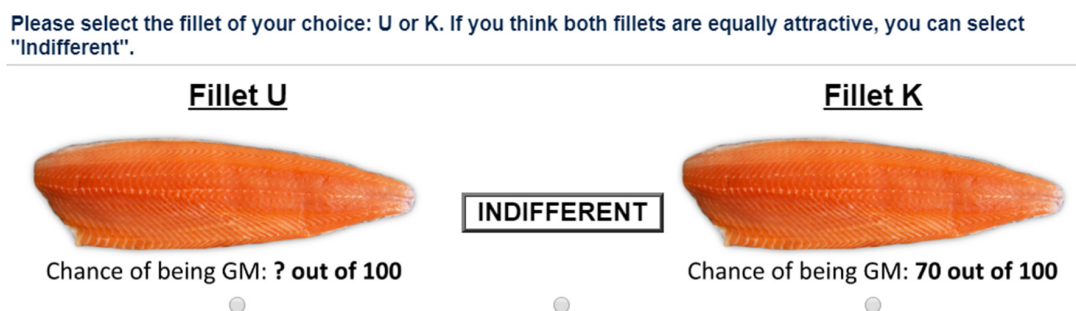 Please select the fillet of your choice: U or K. If you think both fillets are equally attractive, you can select
"Indifferent".
Fillet U
Fillet K
INDIFFERENT
Chance of being GM: ? out of 100
Chance of being GM: 70 out of 100